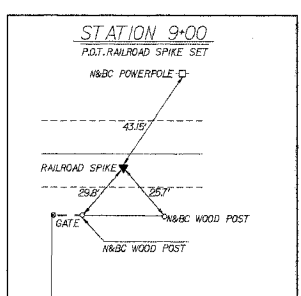 STATION 9+00
P.O.T. RAILROAD SPIKE SET
N&BC POWERPOLE
43.15'
RAILROAD SPIKE
29.8' 25.7'
GATE N&BC WOOD POST
N&BC WOOD POST